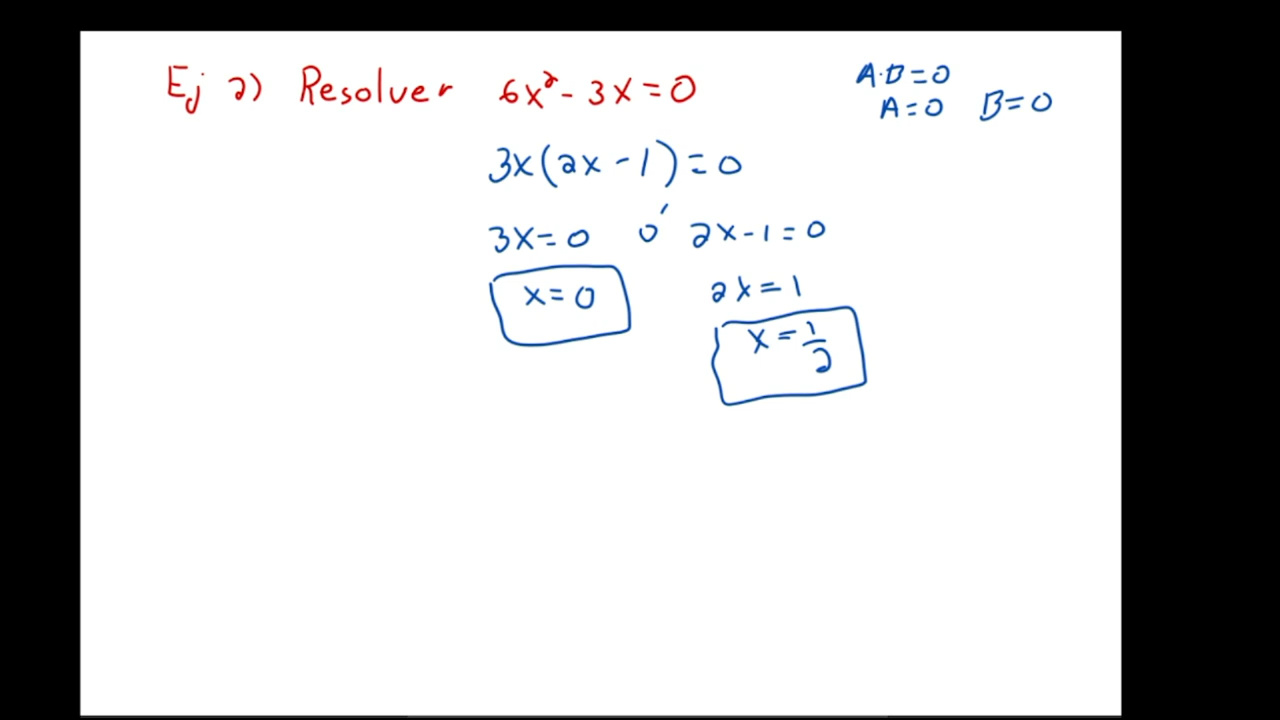 Ej 2) Resolver 6x² - 3x = 0
A·B = 0
A = 0 B = 0
3x(2x - 1) = 0
3x = 0 ó 2x - 1 = 0
x = 0
2x = 1
x = 1/2